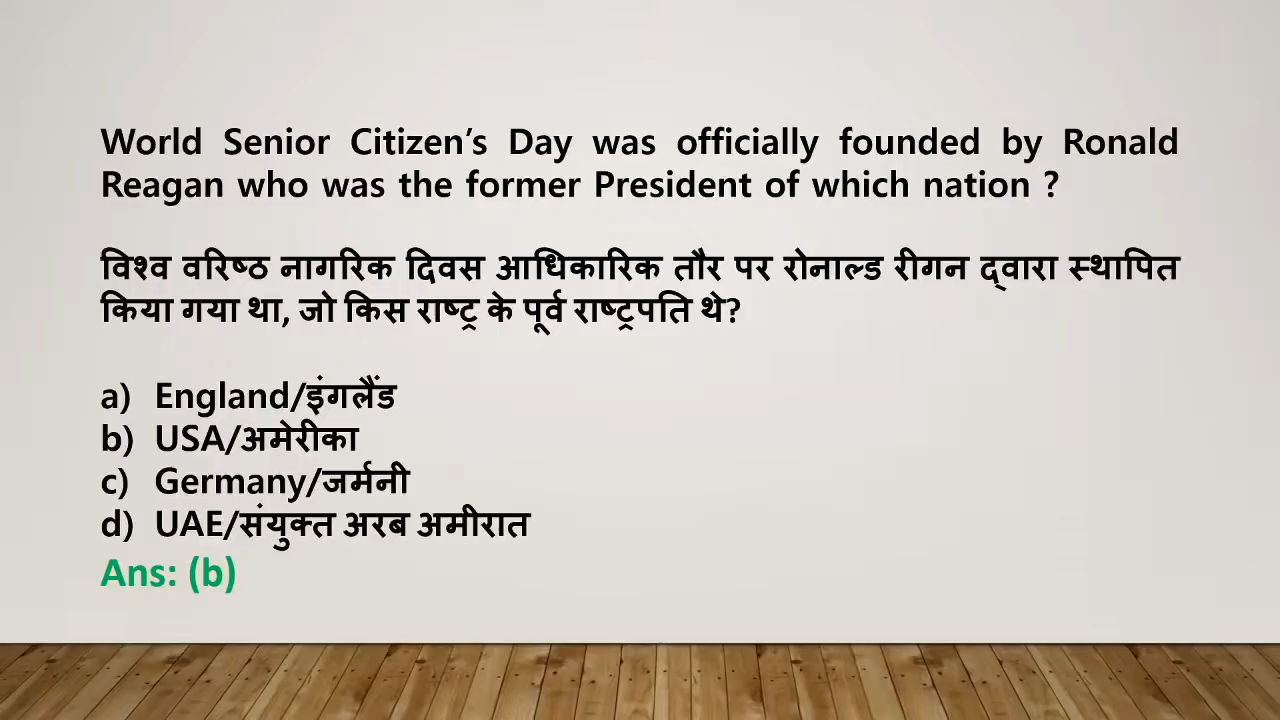 World Senior Citizen’s Day was officially founded by Ronald
Reagan who was the former President of which nation ?
विश्व वरिष्ठ नागरिक दिवस आधिकारिक तौर पर रोनाल्ड रीगन द्वारा स्थापित
किया गया था, जो किस राष्ट्र के पूर्व राष्ट्रपति थे?
a) England/इंगलैंड
b) USA/अमेरीका
c) Germany/जर्मनी
d) UAE/संयुक्त अरब अमीरात
Ans: (b)